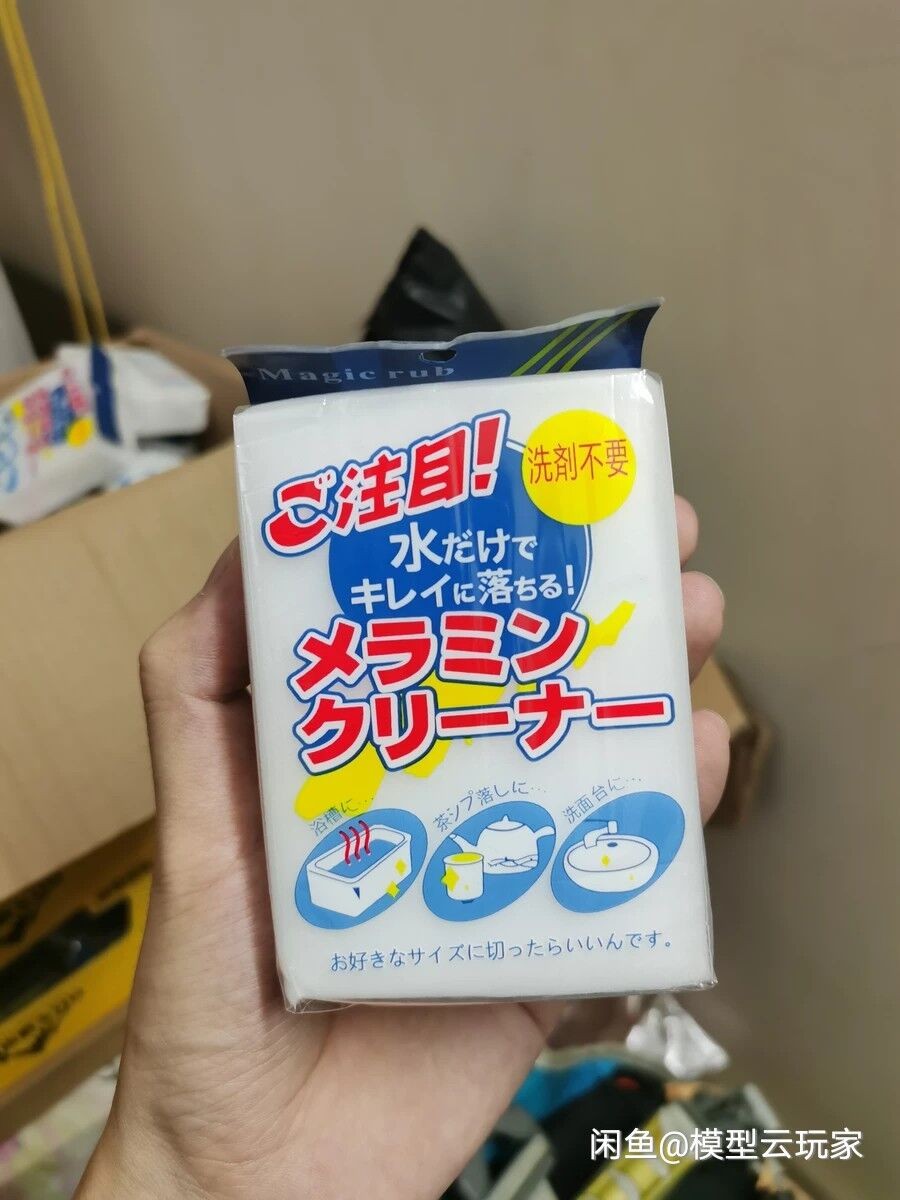 Magic rub
ご注目!
洗剤不要
水だけで
キレイに落ちる!
メラミン
クリーナー
浴槽に…
茶シプ落しに…
洗面台に…
お好きなサイズに切ったらいいんです。
闲鱼@模型云玩家